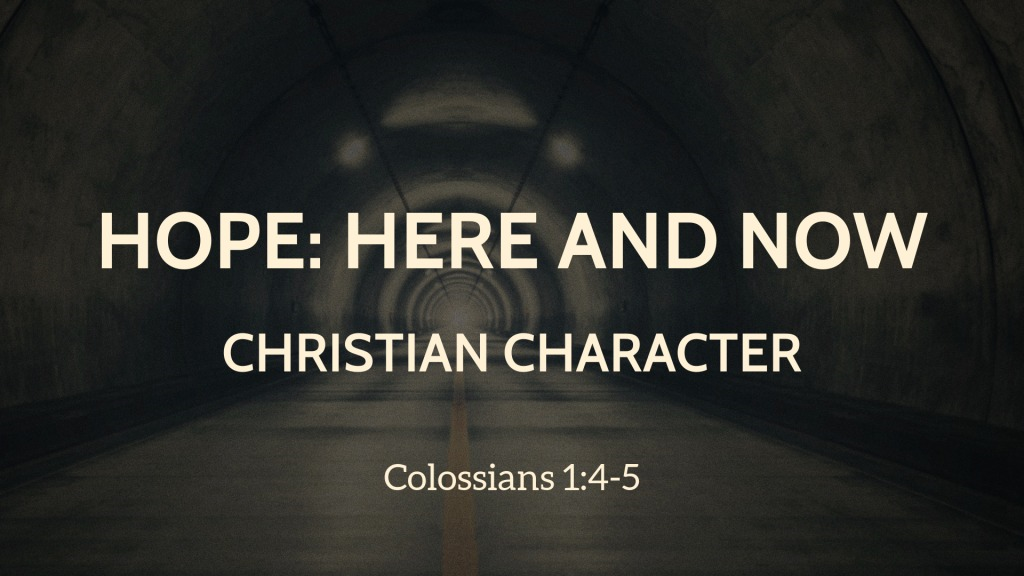 HOPE: HERE AND NOW
CHRISTIAN CHARACTER
Colossians 1:4-5